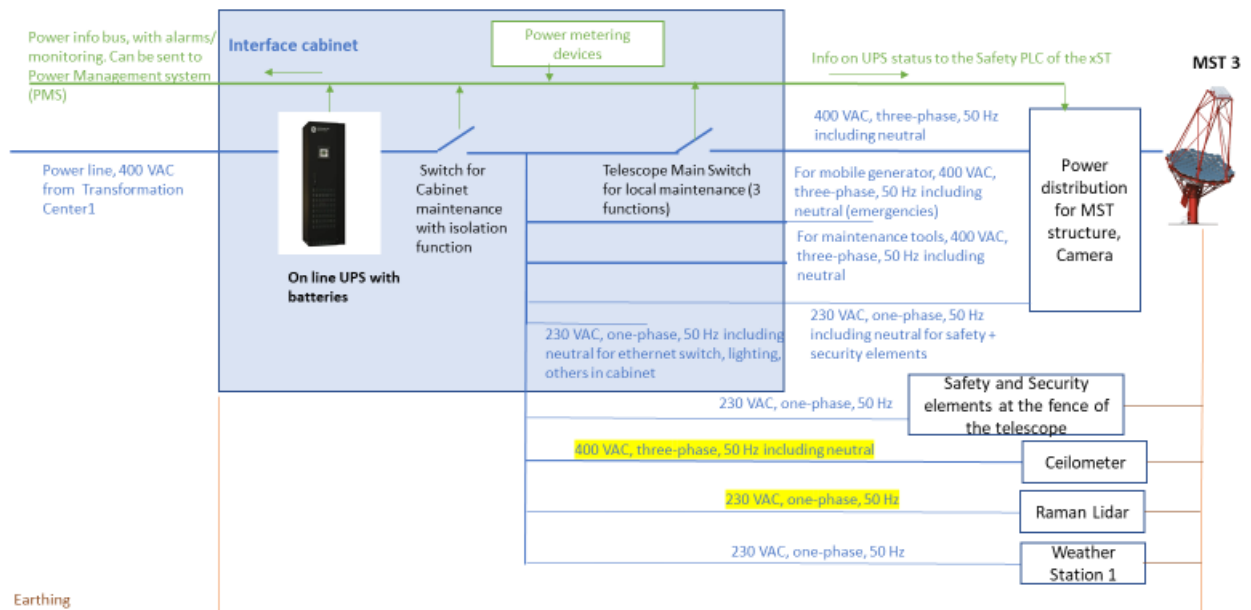 Power info bus, with alarms/
monitoring. Can be sent to
Power Management system
(PMS)
Interface cabinet
Power metering
devices
Info on UPS status to the Safety PLC of the xST
MST 3
Power line, 400 VAC
from Transformation
Center1
On line UPS with
batteries
Switch for
Cabinet
maintenance
with isolation
function
Telescope Main Switch
for local maintenance (3
functions)
400 VAC, three-phase, 50 Hz
including neutral
For mobile generator, 400 VAC,
three-phase, 50 Hz including
neutral (emergencies)
For maintenance tools, 400 VAC,
three-phase, 50 Hz including
neutral
Power
distribution
for MST
structure,
Camera
230 VAC, one-phase, 50 Hz including
neutral for ethernet switch, lighting,
others in cabinet
230 VAC, one-phase, 50 Hz
including neutral for safety +
security elements
230 VAC, one-phase, 50 Hz
Safety and Security
elements at the fence of
the telescope
400 VAC, three-phase, 50 Hz including neutral
Ceilometer
230 VAC, one-phase, 50 Hz
Raman Lidar
230 VAC, one-phase, 50 Hz
Weather
Station 1
Earthing